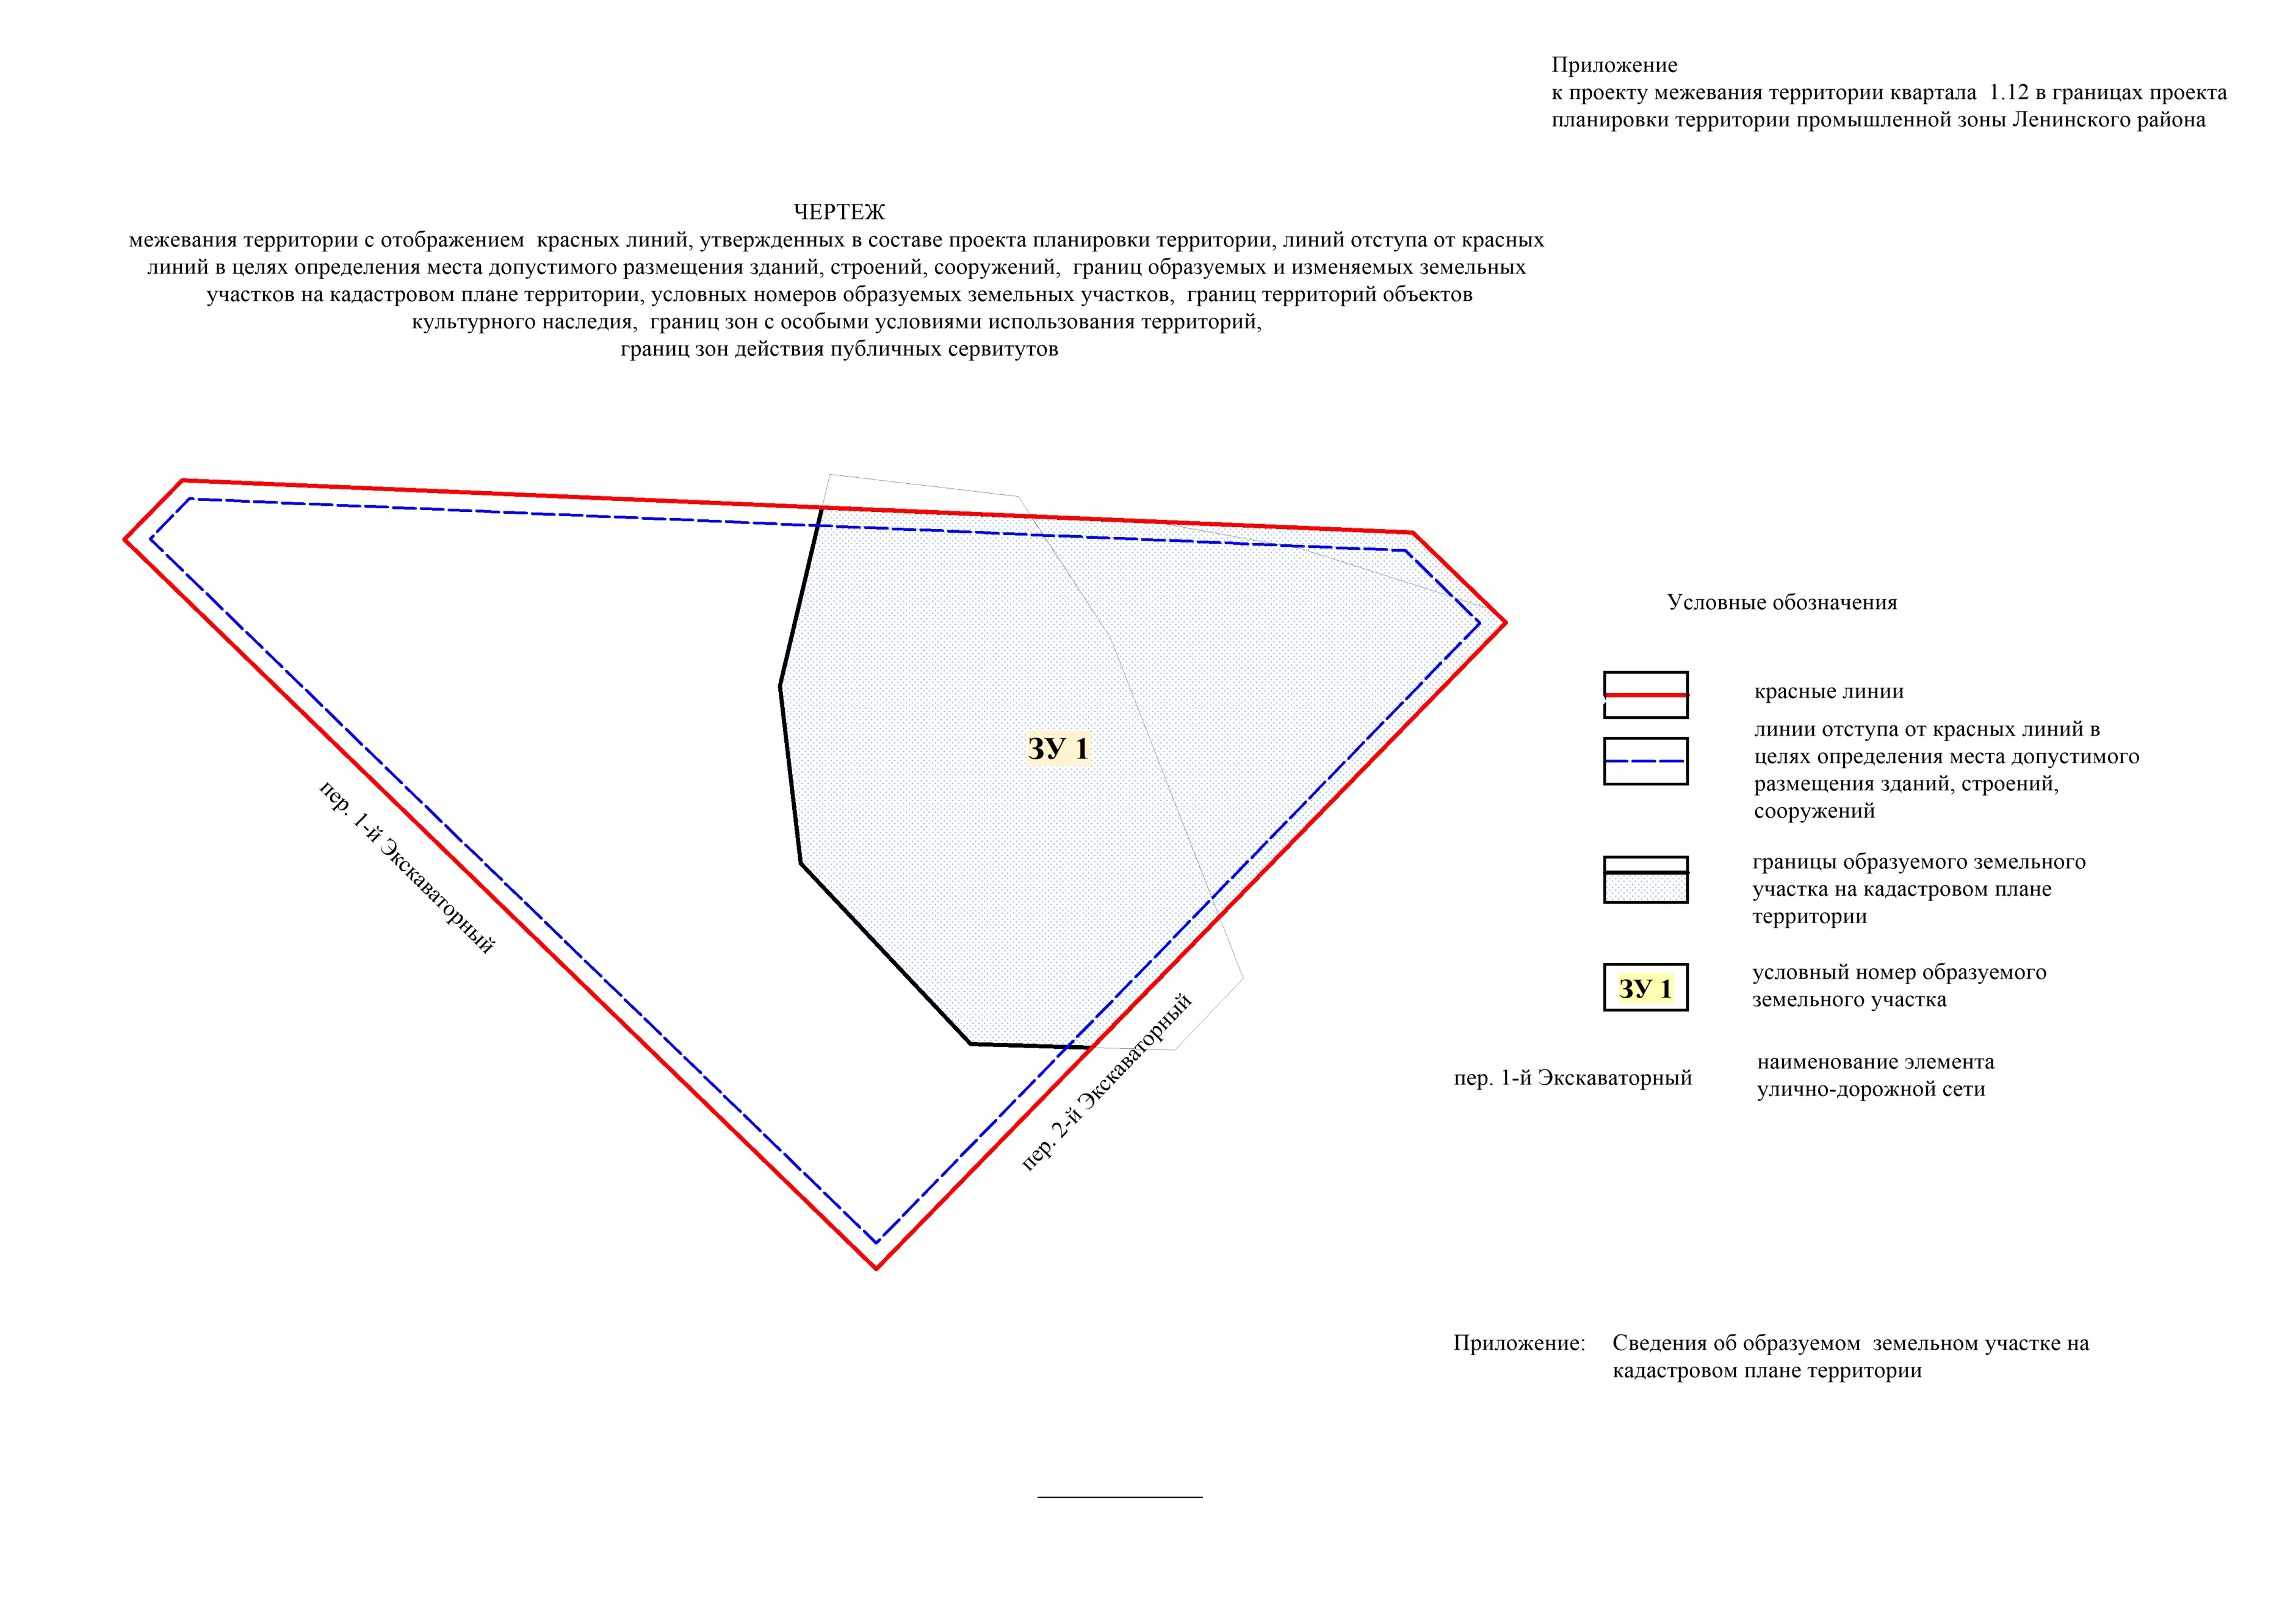 Приложение
к проекту межевания территории квартала  1.12 в границах проекта
планировки территории промышленной зоны Ленинского района
ЧЕРТЕЖ
межевания территории с отображением  красных линий, утвержденных в составе проекта планировки территории, линий отступа от красных
линий в целях определения места допустимого размещения зданий, строений, сооружений,  границ образуемых и изменяемых земельных
участков на кадастровом плане территории, условных номеров образуемых земельных участков,  границ территорий объектов
культурного наследия,  границ зон с особыми условиями использования территорий,
границ зон действия публичных сервитутов
ЗУ 1
пер. 1-й Экскаваторный
пер. 2-й Экскаваторный
Условные обозначения
красные линии
линии отступа от красных линий в
целях определения места допустимого
размещения зданий, строений,
сооружений
границы образуемого земельного
участка на кадастровом плане
территории
ЗУ 1
условный номер образуемого
земельного участка
пер. 1-й Экскаваторный
наименование элемента
улично-дорожной сети
Приложение: Сведения об образуемом  земельном участке на
кадастровом плане территории